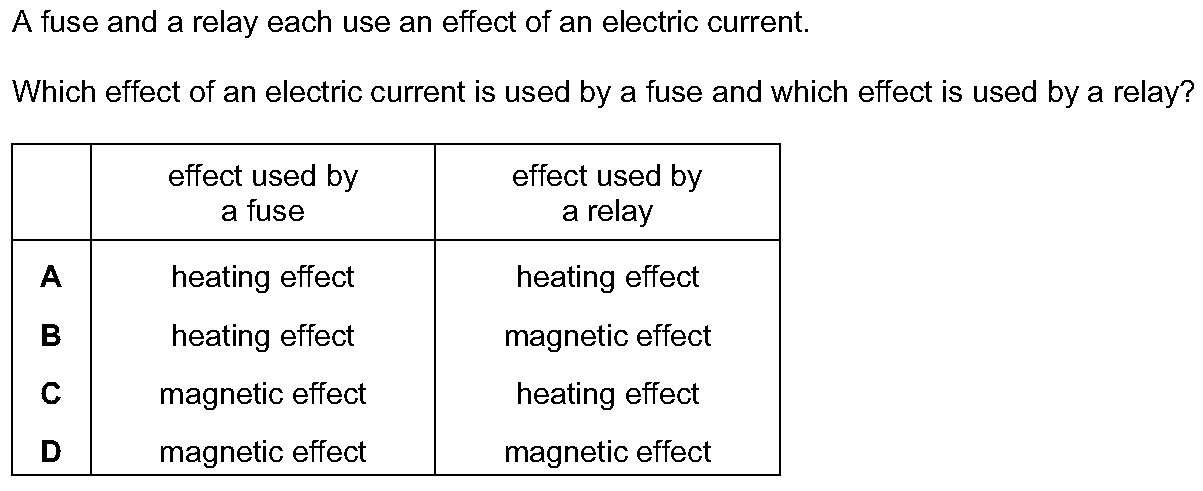 A fuse and a relay each use an effect of an electric current.
Which effect of an electric current is used by a fuse and which effect is used by a relay?
effect used by effect used by
a fuse a relay
A heating effect heating effect
B heating effect magnetic effect
C magnetic effect heating effect
D magnetic effect magnetic effect